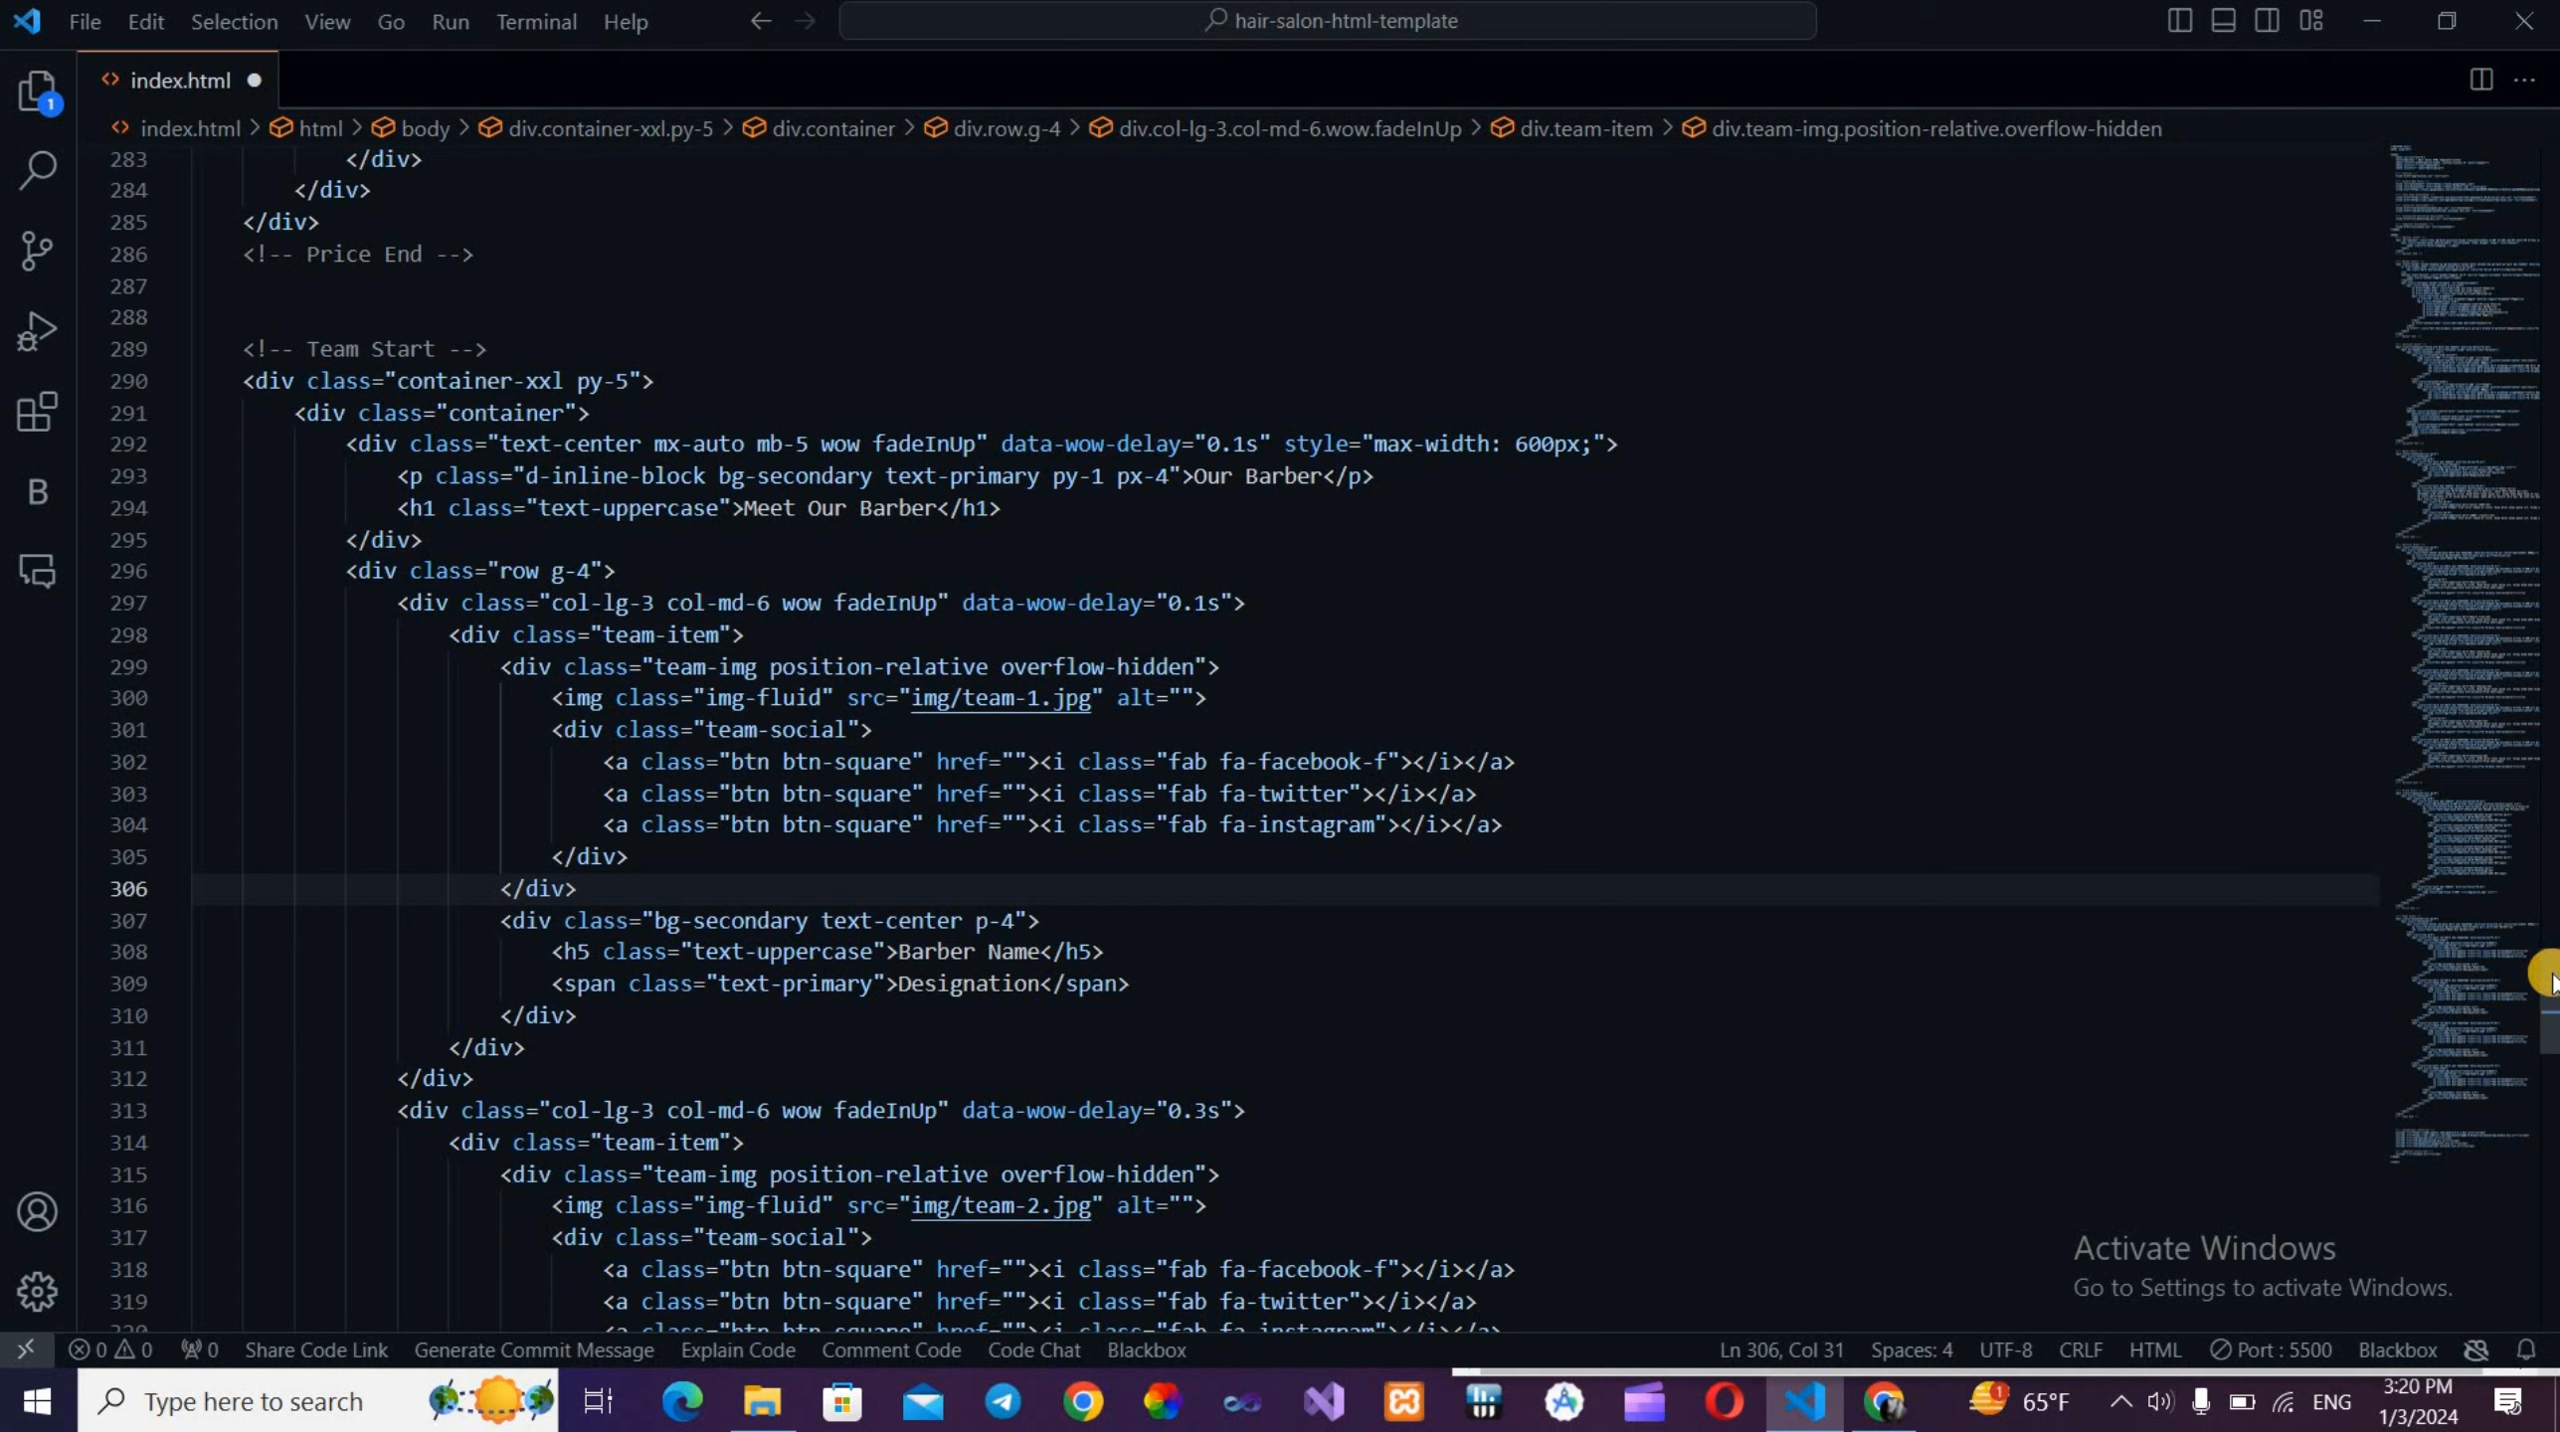 File Edit Selection View Go Run Terminal Help hair-salon-html-template
index.html
index.html > html > body > div.container-xxl.py-5 > div.container > div.row.g-4 > div.col-lg-3.col-md-6.wow.fadeInUp > div.team-item > div.team-img.position-relative.overflow-hidden
1
283 </div>
284 </div>
285 </div>
286 <!-- Price End -->
287
288
289 <!-- Team Start -->
290 <div class="container-xxl py-5">
291 <div class="container">
292 <div class="text-center mx-auto mb-5 wow fadeInUp" data-wow-delay="0.1s" style="max-width: 600px;">
293 <p class="d-inline-block bg-secondary text-primary py-1 px-4">Our Barber</p>
294 <h1 class="text-uppercase">Meet Our Barber</h1>
295 </div>
296 <div class="row g-4">
297 <div class="col-lg-3 col-md-6 wow fadeInUp" data-wow-delay="0.1s">
298 <div class="team-item">
299 <div class="team-img position-relative overflow-hidden">
300 <img class="img-fluid" src="img/team-1.jpg" alt="">
301 <div class="team-social">
302 <a class="btn btn-square" href=""><i class="fab fa-facebook-f"></i></a>
303 <a class="btn btn-square" href=""><i class="fab fa-twitter"></i></a>
304 <a class="btn btn-square" href=""><i class="fab fa-instagram"></i></a>
305 </div>
306 </div>
307 <div class="bg-secondary text-center p-4">
308 <h5 class="text-uppercase">Barber Name</h5>
309 <span class="text-primary">Designation</span>
310 </div>
311 </div>
312 </div>
313 <div class="col-lg-3 col-md-6 wow fadeInUp" data-wow-delay="0.3s">
314 <div class="team-item">
315 <div class="team-img position-relative overflow-hidden">
316 <img class="img-fluid" src="img/team-2.jpg" alt="">
317 <div class="team-social">
318 <a class="btn btn-square" href=""><i class="fab fa-facebook-f"></i></a>
319 <a class="btn btn-square" href=""><i class="fab fa-twitter"></i></a>
320 <a class="btn btn-square" href=""><i class="fab fa-instagram"></i></a>
Activate Windows
Go to Settings to activate Windows.
0 0 0 Share Code Link Generate Commit Message Explain Code Comment Code Code Chat Blackbox Ln 306, Col 31 Spaces: 4 UTF-8 CRLF HTML Port : 5500 Blackbox
Type here to search 1 65°F ENG 3:20 PM
1/3/2024